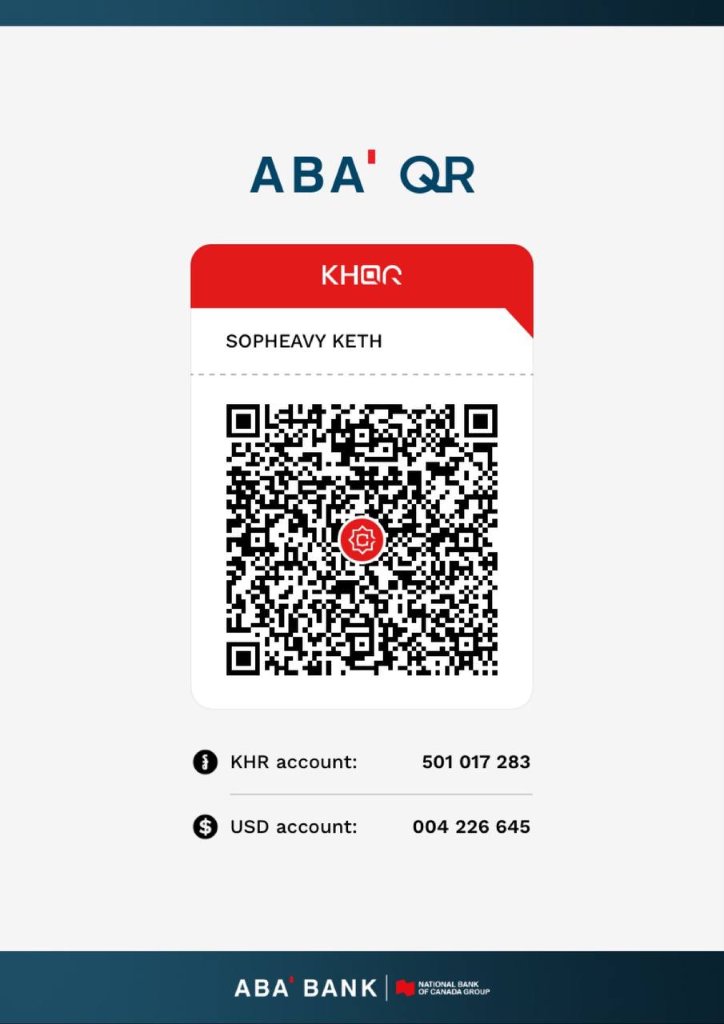 ABA' QR
KHQR
SOPHEAVY KETH
KHR account: 501 017 283
USD account: 004 226 645
ABA' BANK
NATIONAL BANK
OF CANADA GROUP